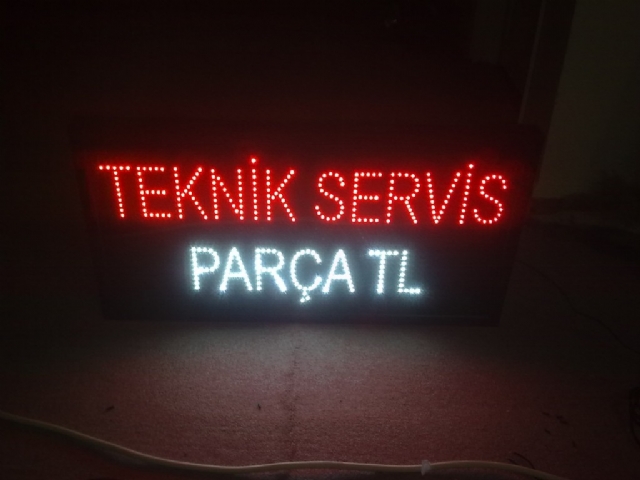 TEKNİK SERVİS
PARÇA TL